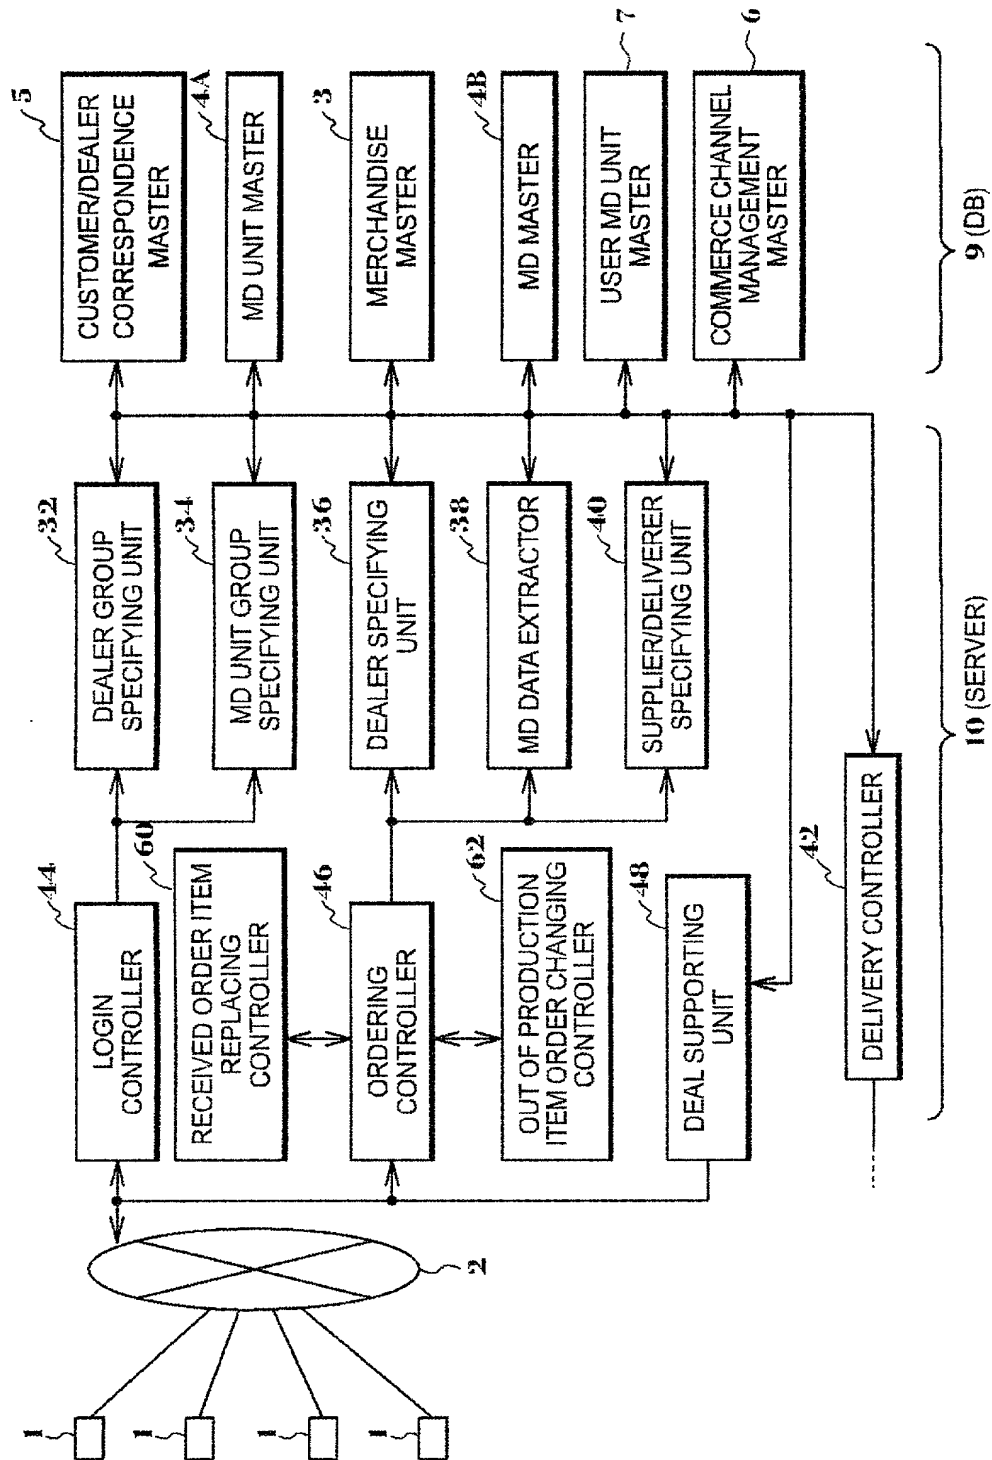 1
1
1
1
2
44
LOGIN
CONTROLLER
60
RECEIVED ORDER ITEM
REPLACING
CONTROLLER
46
ORDERING
CONTROLLER
62
OUT OF PRODUCTION
ITEM ORDER CHANGING
CONTROLLER
48
DEAL SUPPORTING
UNIT
42
DELIVERY CONTROLLER
32
DEALER GROUP
SPECIFYING UNIT
34
MD UNIT GROUP
SPECIFYING UNIT
36
DEALER SPECIFYING
UNIT
38
MD DATA EXTRACTOR
40
SUPPLIER/DELIVERER
SPECIFYING UNIT
10 (SERVER)
5
CUSTOMER/DEALER
CORRESPONDENCE
MASTER
4A
MD UNIT MASTER
3
MERCHANDISE
MASTER
4B
MD MASTER
7
USER MD UNIT
MASTER
6
COMMERCE CHANNEL
MANAGEMENT
MASTER
9 (DB)